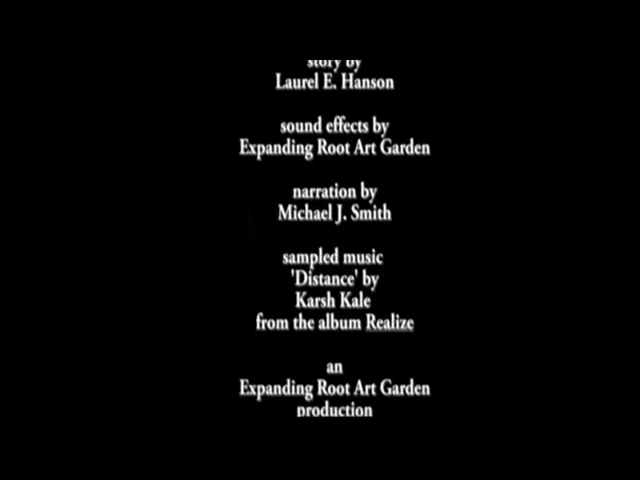 story by
Laurel E. Hanson
sound effects by
Expanding Root Art Garden
narration by
Michael J. Smith
sampled music
'Distance' by
Karsh Kale
from the album Realize
an
Expanding Root Art Garden
production